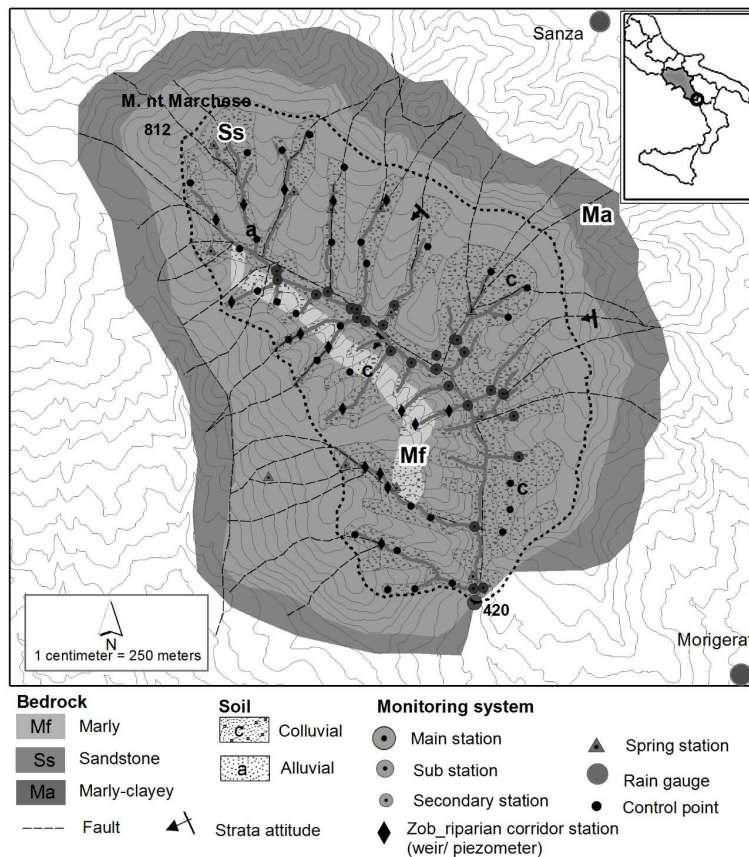 Sanza
M. nt Marchese
812
Ss
Ma
a
c
c
Mf
c
420
N
1 centimeter = 250 meters
Morigerat
Bedrock
Mf Marly
Ss Sandstone
Ma Marly-clayey
Fault
Strata attitude
Soil
c Colluvial
a Alluvial
Monitoring system
Main station
Sub station
Secondary station
Zob_riparian corridor station
(weir/ piezometer)
Spring station
Rain gauge
Control point